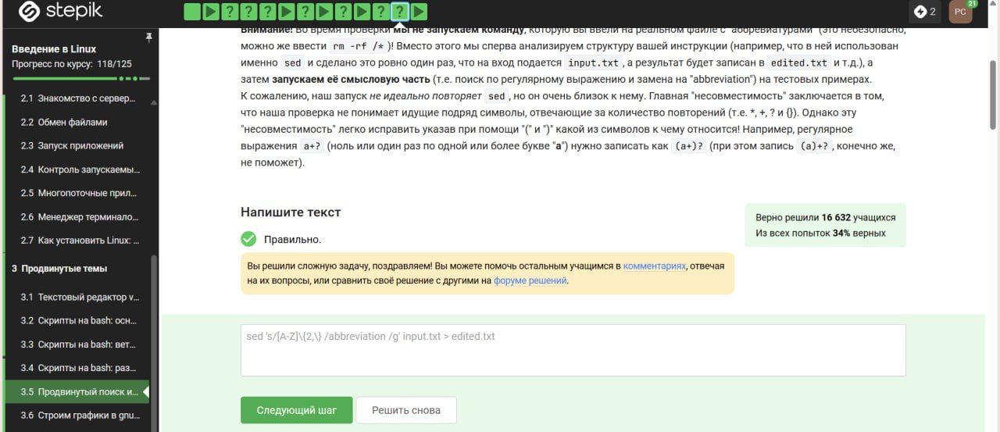 stepik
2
PC
21
Введение в Linux
Прогресс по курсу: 118/125
2.1 Знакомство с сервер...
2.2 Обмен файлами
2.3 Запуск приложений
2.4 Контроль запускаемы...
2.5 Многопоточные прил...
2.6 Менеджер терминало...
2.7 Как установить Linux: ...
3 Продвинутые темы
3.1 Текстовый редактор v...
3.2 Скрипты на bash: осн...
3.3 Скрипты на bash: вет...
3.4 Скрипты на bash: раз...
3.5 Продвинутый поиск и...
3.6 Строим графики в gnu...
Внимание! Во время проверки мы не запускаем команду, которую вы ввели на реальном файле с "аббревиатурами" (это небезопасно,
можно же ввести rm -rf /* )! Вместо этого мы сперва анализируем структуру вашей инструкции (например, что в ней использован
именно sed и сделано это ровно один раз, что на вход подается input.txt , а результат будет записан в edited.txt и т.д.), а
затем запускаем её смысловую часть (т.е. поиск по регулярному выражению и замена на "abbreviation") на тестовых примерах.
К сожалению, наш запуск не идеально повторяет sed , но он очень близок к нему. Главная "несовместимость" заключается в том,
что наша проверка не понимает идущие подряд символы, отвечающие за количество повторений (т.е. *, +, ? и {}). Однако эту
"несовместимость" легко исправить указав при помощи "(" и ")" какой из символов к чему относится! Например, регулярное
выражения a+? (ноль или один раз по одной или более букве "a") нужно записать как (a+)? (при этом запись (a)+? , конечно же,
не поможет).
Напишите текст
Верно решили 16 632 учащихся
Из всех попыток 34% верных
Правильно.
Вы решили сложную задачу, поздравляем! Вы можете помочь остальным учащимся в комментариях, отвечая
на их вопросы, или сравнить своё решение с другими на форуме решений.
sed 's/[A-Z]\{2,\} /abbreviation /g' input.txt > edited.txt
Следующий шаг
Решить снова